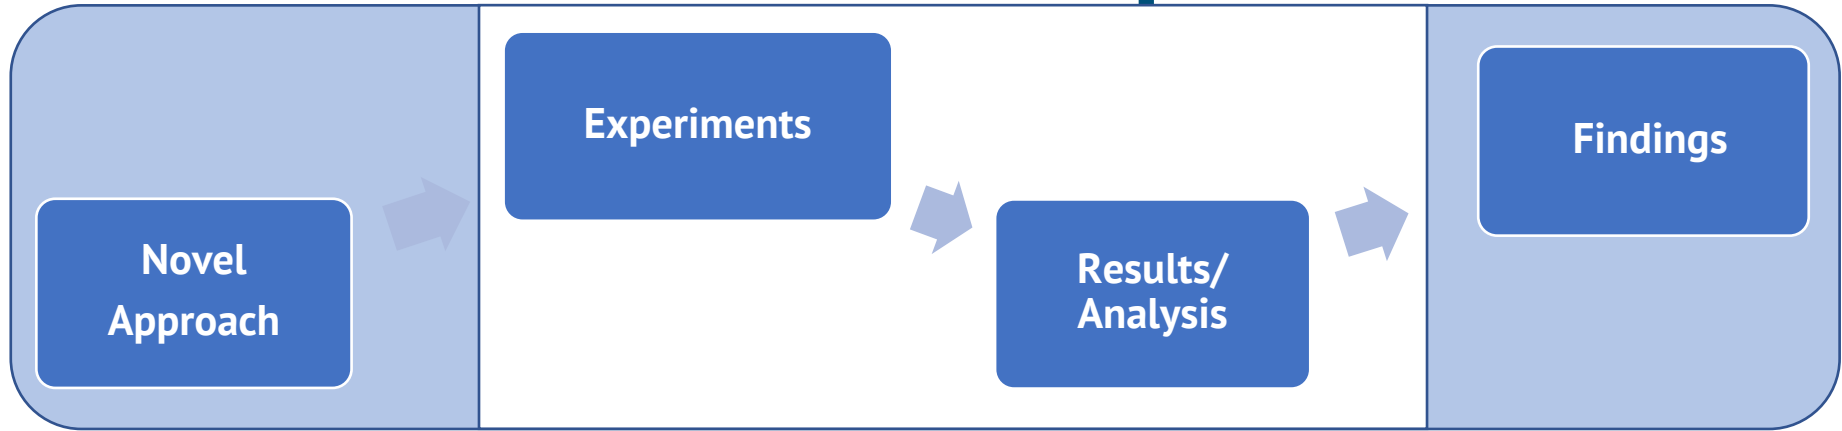 Novel
Approach
Experiments
Results/
Analysis
Findings